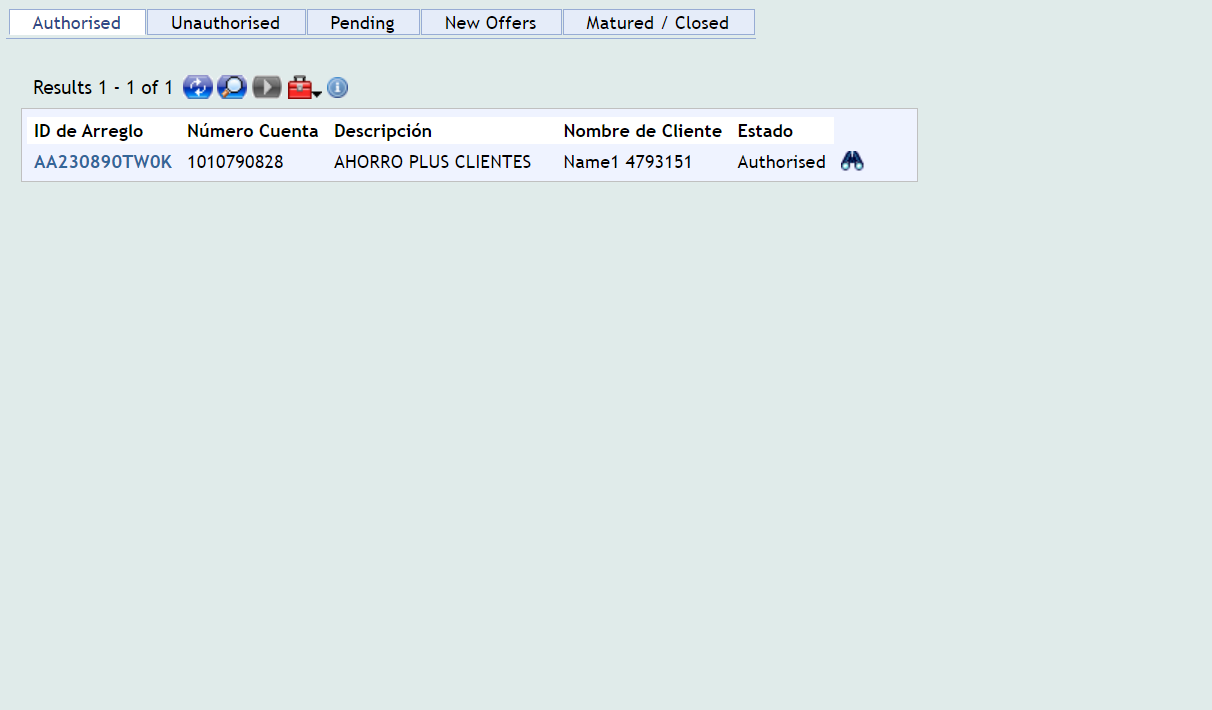 Authorised Unauthorised Pending New Offers Matured / Closed
Results 1 - 1 of 1
ID de Arreglo Número Cuenta Descripción Nombre de Cliente Estado
AA230890TW0K 1010790828 AHORRO PLUS CLIENTES Name1 4793151 Authorised